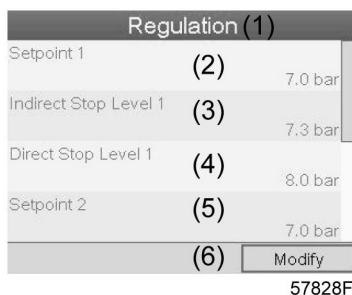 Regulation (1)
Setpoint 1
(2)
7.0 bar
Indirect Stop Level 1
(3)
7.3 bar
Direct Stop Level 1
(4)
8.0 bar
Setpoint 2
(5)
7.0 bar
(6) Modify
57828F